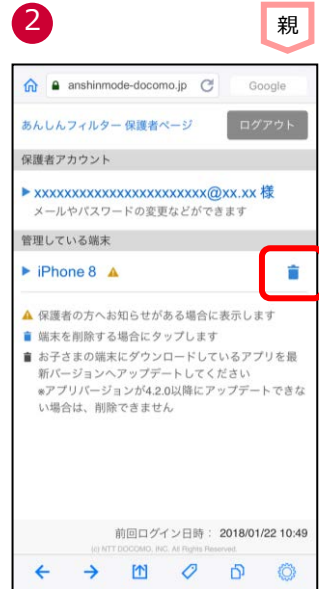 2
親
anshinmode-docomo.jp
Google
あんしんフィルター 保護者ページ
ログアウト
保護者アカウント
xxxxxxxxxxxxxxxxxxxxxxxx@xx.xx 様
メールやパスワードの変更などができます
管理している端末
iPhone 8
保護者の方へお知らせがある場合に表示します
端末を削除する場合にタップします
お子さまの端末にダウンロードしているアプリを最
新バージョンへアップデートしてください
※アプリバージョンが4.2.0以降にアップデートできな
い場合は、削除できません
前回ログイン日時： 2018/01/22 10:49
(c) NTT DOCOMO, INC. All Rights Reserved.